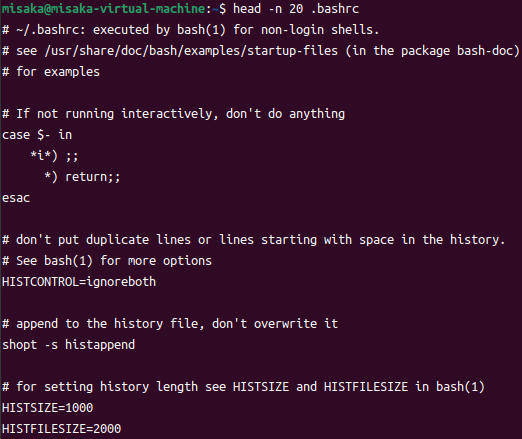 misaka@misaka-virtual-machine:~$ head -n 20 .bashrc
# ~/.bashrc: executed by bash(1) for non-login shells.
# see /usr/share/doc/bash/examples/startup-files (in the package bash-doc)
# for examples

# If not running interactively, don't do anything
case $- in
    *i*) ;;
      *) return;;
esac

# don't put duplicate lines or lines starting with space in the history.
# See bash(1) for more options
HISTCONTROL=ignoreboth

# append to the history file, don't overwrite it
shopt -s histappend

# for setting history length see HISTSIZE and HISTFILESIZE in bash(1)
HISTSIZE=1000
HISTFILESIZE=2000